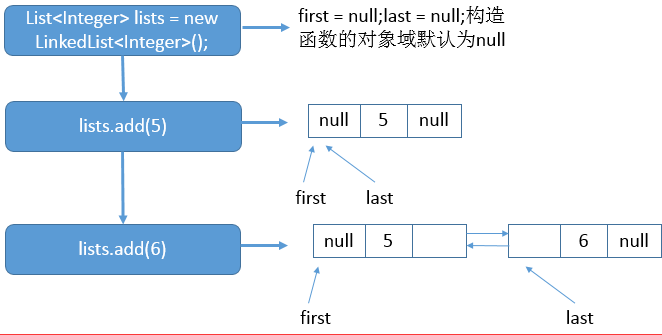 List<Integer> lists = new
LinkedList<Integer>();
first = null;last = null;构造
函数的对象域默认为null
lists.add(5)
null 5 null
first last
lists.add(6)
null 5 6 null
first last